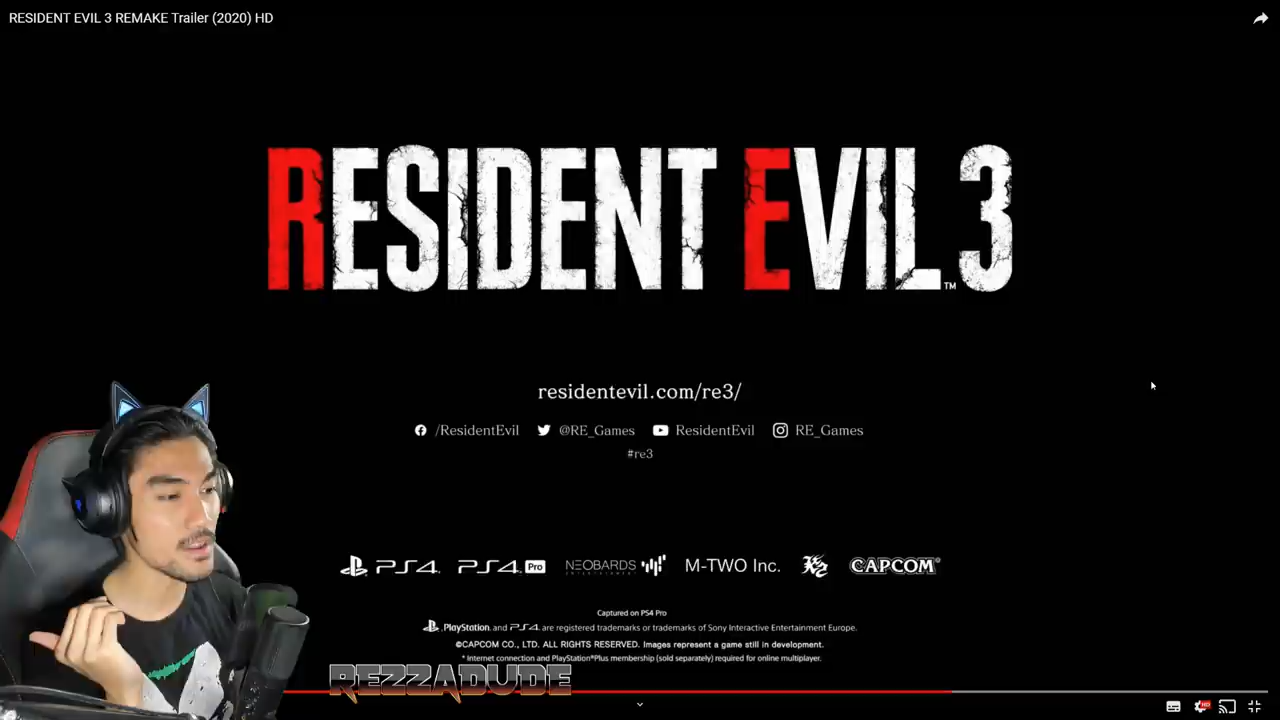 RESIDENT EVIL 3 REMAKE Trailer (2020) HD
RESIDENT EVIL 3
TM
residentevil.com/re3/
/ResidentEvil @RE_Games ResidentEvil RE_Games
#re3
PS4 PS4 Pro NEOBARDS ENTERTAINMENT M-TWO Inc. CAPCOM
Captured on PS4 Pro
PlayStation and PS4 are registered trademarks or trademarks of Sony Interactive Entertainment Europe.
©CAPCOM CO., LTD. ALL RIGHTS RESERVED. Images represent a game still in development.
* Internet connection and PlayStation®Plus membership (sold separately) required for online multiplayer.
REZZADUDE
HD